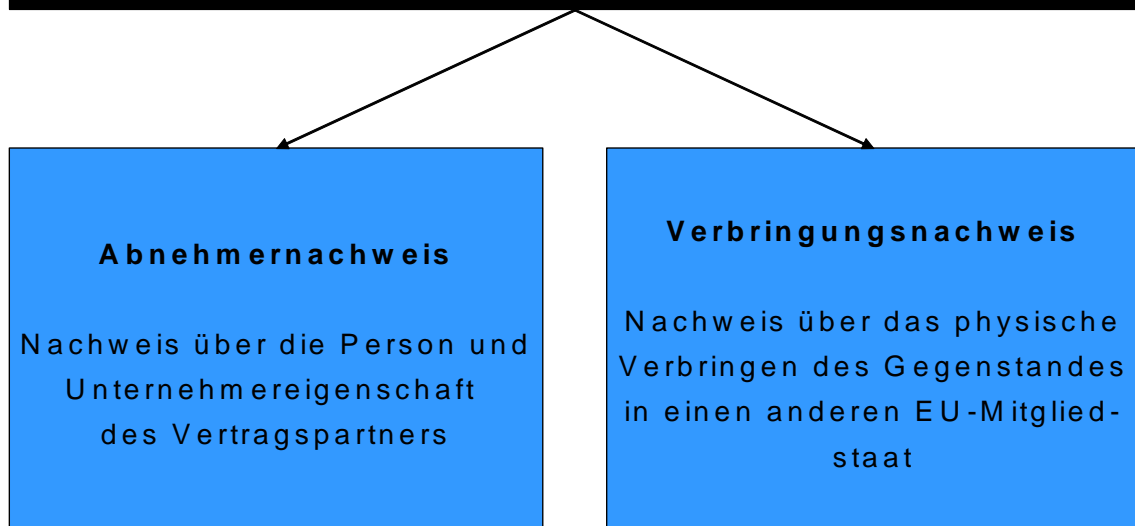 Abnehmernachweis
Nachweis über die Person und
Unternehmereigenschaft
des Vertragspartners
Verbringungsnachweis
Nachweis über das physische
Verbringen des Gegenstandes
in einen anderen EU-Mitglied-
staat